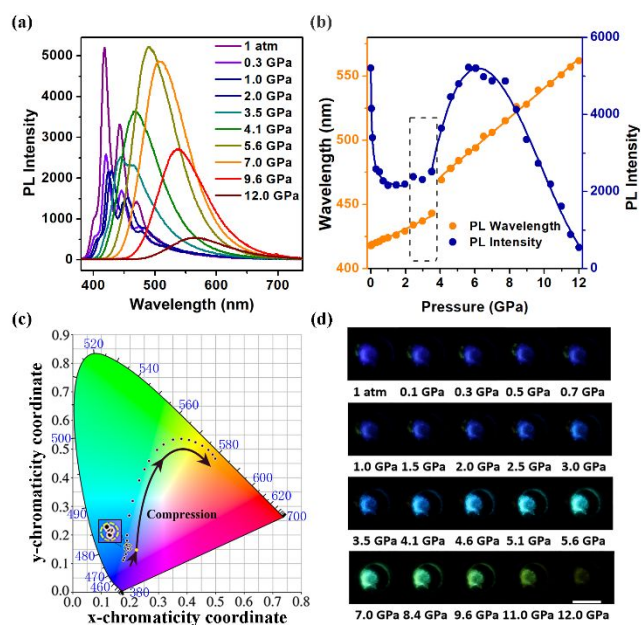 (a)
PL Intensity
5000
4000
3000
2000
1000
0
1 atm
0.3 GPa
1.0 GPa
2.0 GPa
3.5 GPa
4.1 GPa
5.6 GPa
7.0 GPa
9.6 GPa
12.0 GPa
400 450 500 550 600 650 700
Wavelength (nm)
(b)
Wavelength (nm)
550
500
450
400
PL Wavelength
PL Intensity
0 2 4 6 8 10 12
Pressure (GPa)
6000
5000
4000
3000
2000
1000
0
PL Intensity
(c)
y-chromaticity coordinate
0.9
0.8
0.7
0.6
0.5
0.4
0.3
0.2
0.1
0.0
520
540
560
500
580
600
620
700
490
480
470
460
380
Compression
0.0 0.1 0.2 0.3 0.4 0.5 0.6 0.7 0.8
x-chromaticity coordinate
(d)
1 atm 0.1 GPa 0.3 GPa 0.5 GPa 0.7 GPa
1.0 GPa 1.5 GPa 2.0 GPa 2.5 GPa 3.0 GPa
3.5 GPa 4.1 GPa 4.6 GPa 5.1 GPa 5.6 GPa
7.0 GPa 8.4 GPa 9.6 GPa 11.0 GPa 12.0 GPa